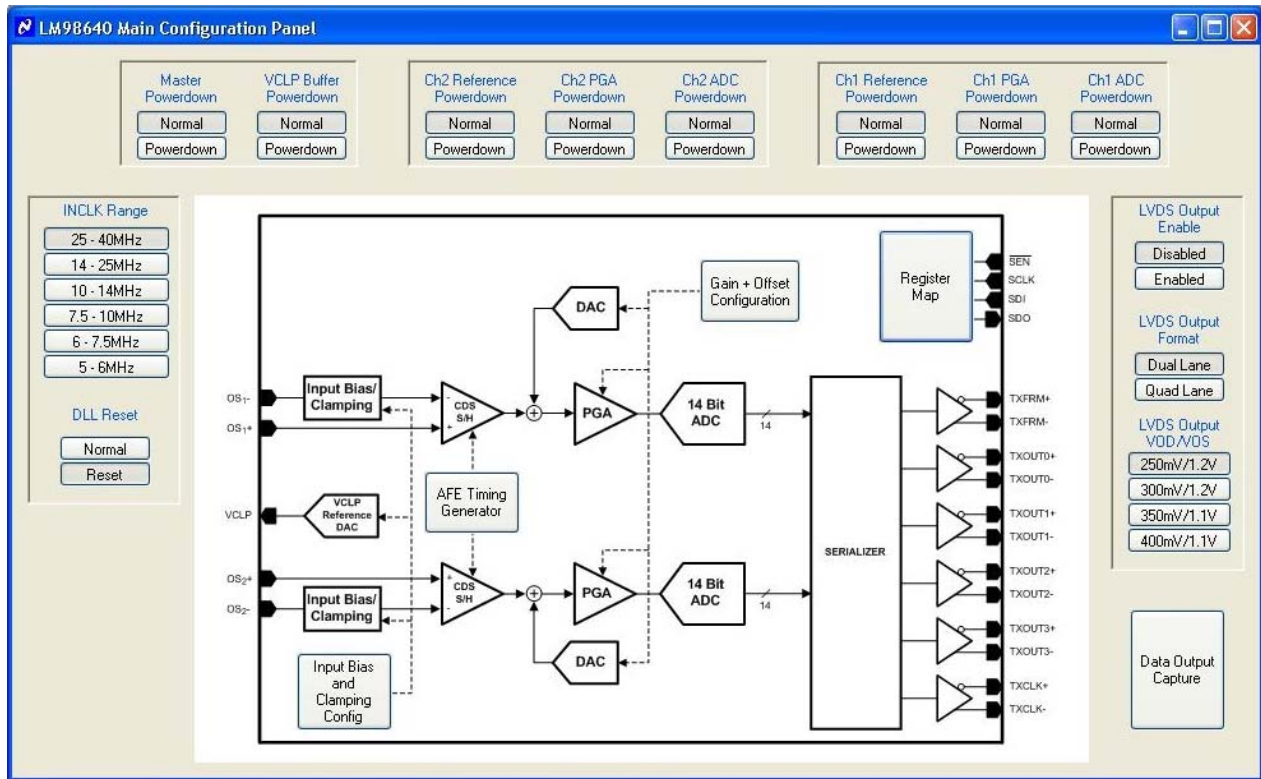 LM98640 Main Configuration Panel
Master
Powerdown
Normal
Powerdown
VCLP Buffer
Powerdown
Normal
Powerdown
Ch2 Reference
Powerdown
Normal
Powerdown
Ch2 PGA
Powerdown
Normal
Powerdown
Ch2 ADC
Powerdown
Normal
Powerdown
Ch1 Reference
Powerdown
Normal
Powerdown
Ch1 PGA
Powerdown
Normal
Powerdown
Ch1 ADC
Powerdown
Normal
Powerdown
INCLK Range
25 - 40MHz
14 - 25MHz
10 - 14MHz
7.5 - 10MHz
6 - 7.5MHz
5 - 6MHz
DLL Reset
Normal
Reset
OS1-
OS1+
VCLP
OS2+
OS2-
Input Bias/
Clamping
CDS
S/H
-
+
DAC
PGA
14 Bit
ADC
14
Gain + Offset
Configuration
Register
Map
SEN
SCLK
SDI
SDO
VCLP
Reference
DAC
AFE Timing
Generator
Input Bias/
Clamping
+
-
CDS
S/H
PGA
14 Bit
ADC
14
DAC
Input Bias
and
Clamping
Config
SERIALIZER
TXFRM+
TXFRM-
TXOUT0+
TXOUT0-
TXOUT1+
TXOUT1-
TXOUT2+
TXOUT2-
TXOUT3+
TXOUT3-
TXCLK+
TXCLK-
LVDS Output
Enable
Disabled
Enabled
LVDS Output
Format
Dual Lane
Quad Lane
LVDS Output
VOD/VOS
250mV/1.2V
300mV/1.2V
350mV/1.1V
400mV/1.1V
Data Output
Capture